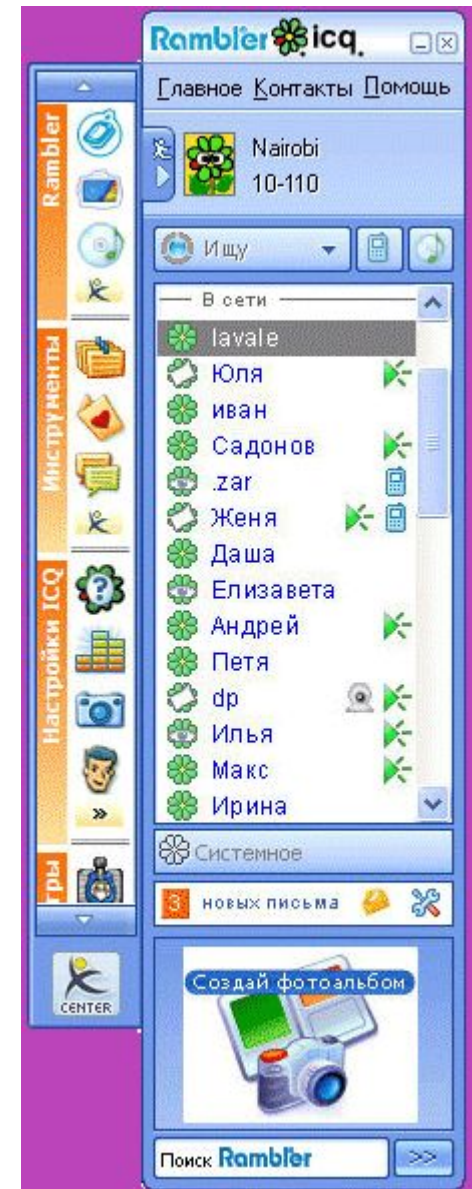 Rambler icq
Главное Контакты Помощь
Nairobi
10-110
Ищу
В сети
lavale
Юля
иван
Садонов
.zar
Женя
Даша
Елизавета
Андрей
Петя
dp
Илья
Макс
Ирина
Системное
3 новых письма
Создай фотоальбом
Поиск Rambler >>
Rambler
Инструменты
Настройки ICQ
»
гры
CENTER